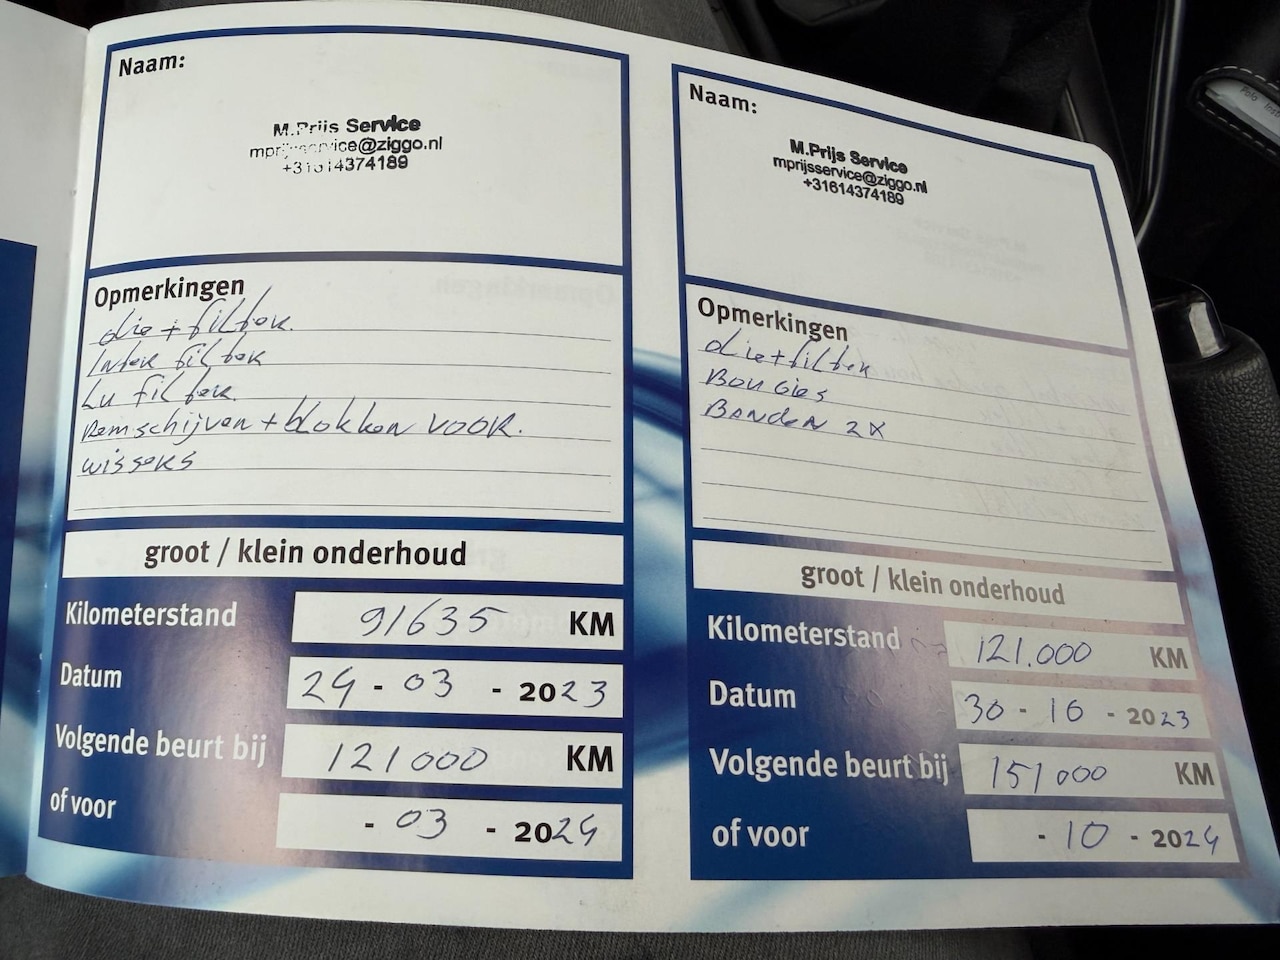 Naam:
M.Prijs Service
mprijsservice@ziggo.nl
+31614374189
Opmerkingen
olie + filter.
Inter filter
Lu filter.
Remschijven + blokken voor.
wissers
groot / klein onderhoud
Kilometerstand 91635 KM
Datum 24 - 03 - 2023
Volgende beurt bij 121000 KM
of voor - 03 - 2024
Naam:
M.Prijs Service
mprijsservice@ziggo.nl
+31614374189
Opmerkingen
olie + filter
Bougies
Banden 2x
groot / klein onderhoud
Kilometerstand 121.000 KM
Datum 30 - 10 - 2023
Volgende beurt bij 151000 KM
of voor - 10 - 2024
Polo